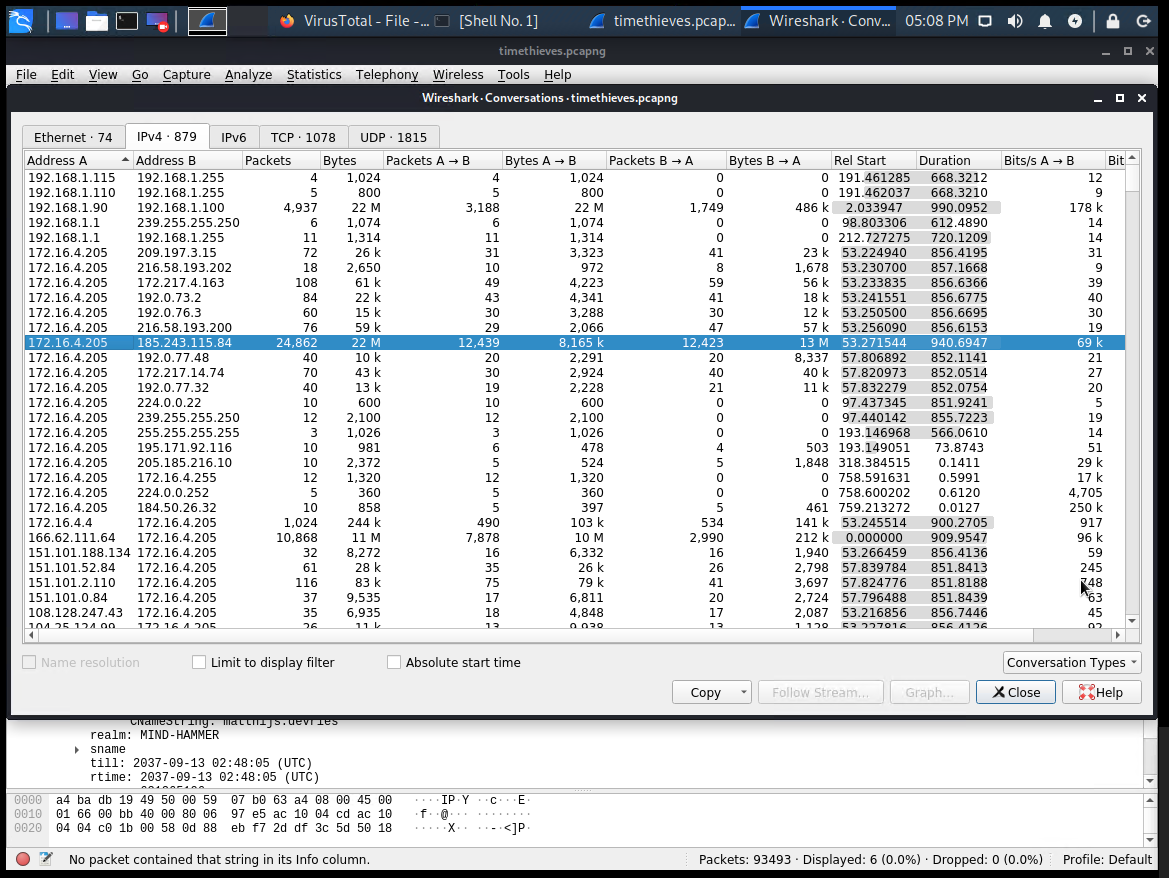 VirusTotal - File -... [Shell No. 1] timethieves.pcap... Wireshark · Conv... 05:08 PM
timethieves.pcapng
File Edit View Go Capture Analyze Statistics Telephony Wireless Tools Help
Wireshark · Conversations · timethieves.pcapng
Ethernet · 74 IPv4 · 879 IPv6 TCP · 1078 UDP · 1815
Address A Address B Packets Bytes Packets A → B Bytes A → B Packets B → A Bytes B → A Rel Start Duration Bits/s A → B Bit
192.168.1.115 192.168.1.255 4 1,024 4 1,024 0 0 191.461285 668.3212 12
192.168.1.110 192.168.1.255 5 800 5 800 0 0 191.462037 668.3210 9
192.168.1.90 192.168.1.100 4,937 22 M 3,188 22 M 1,749 486 k 2.033947 990.0952 178 k
192.168.1.1 239.255.255.250 6 1,074 6 1,074 0 0 98.803306 612.4890 14
192.168.1.1 192.168.1.255 11 1,314 11 1,314 0 0 212.727275 720.1209 14
172.16.4.205 209.197.3.15 72 26 k 31 3,323 41 23 k 53.224940 856.4195 31
172.16.4.205 216.58.193.202 18 2,650 10 972 8 1,678 53.230700 857.1668 9
172.16.4.205 172.217.4.163 108 61 k 49 4,223 59 56 k 53.233835 856.6366 39
172.16.4.205 192.0.73.2 84 22 k 43 4,341 41 18 k 53.241551 856.6775 40
172.16.4.205 192.0.76.3 60 15 k 30 3,288 30 12 k 53.250500 856.6695 30
172.16.4.205 216.58.193.200 76 59 k 29 2,066 47 57 k 53.256090 856.6153 19
172.16.4.205 185.243.115.84 24,862 22 M 12,439 8,165 k 12,423 13 M 53.271544 940.6947 69 k
172.16.4.205 192.0.77.48 40 10 k 20 2,291 20 8,337 57.806892 852.1141 21
172.16.4.205 172.217.14.74 70 43 k 30 2,924 40 40 k 57.820973 852.0514 27
172.16.4.205 192.0.77.32 40 13 k 19 2,228 21 11 k 57.832279 852.0754 20
172.16.4.205 224.0.0.22 10 600 10 600 0 0 97.437345 851.9241 5
172.16.4.205 239.255.255.250 12 2,100 12 2,100 0 0 97.440142 855.7223 19
172.16.4.205 255.255.255.255 3 1,026 3 1,026 0 0 193.146968 566.0610 14
172.16.4.205 195.171.92.116 10 981 6 478 4 503 193.149051 73.8743 51
172.16.4.205 205.185.216.10 10 2,372 5 524 5 1,848 318.384515 0.1411 29 k
172.16.4.205 172.16.4.255 12 1,320 12 1,320 0 0 758.591631 0.5991 17 k
172.16.4.205 224.0.0.252 5 360 5 360 0 0 758.600202 0.6120 4,705
172.16.4.205 184.50.26.32 10 858 5 397 5 461 759.213272 0.0127 250 k
172.16.4.4 172.16.4.205 1,024 244 k 490 103 k 534 141 k 53.245514 900.2705 917
166.62.111.64 172.16.4.205 10,868 11 M 7,878 10 M 2,990 212 k 0.000000 909.9547 96 k
151.101.188.134 172.16.4.205 32 8,272 16 6,332 16 1,940 53.266459 856.4136 59
151.101.52.84 172.16.4.205 61 28 k 35 26 k 26 2,798 57.839784 851.8413 245
151.101.2.110 172.16.4.205 116 83 k 75 79 k 41 3,697 57.824776 851.8188 748
151.101.0.84 172.16.4.205 37 9,535 17 6,811 20 2,724 57.796488 851.8439 63
108.128.247.43 172.16.4.205 35 6,935 18 4,848 17 2,087 53.216856 856.7446 45
104.25.124.99 172.16.4.205 26 11 k 13 9,938 13 1,128 53.227816 856.4126 92
Name resolution Limit to display filter Absolute start time Conversation Types
Copy Follow Stream... Graph... Close Help
CNameString: matthijs.devries
realm: MIND-HAMMER
sname
till: 2037-09-13 02:48:05 (UTC)
rtime: 2037-09-13 02:48:05 (UTC)
0000 a4 ba db 19 49 50 00 59 07 b0 63 a4 08 00 45 00 ····IP·Y ··c···E·
0010 01 66 00 bb 40 00 80 06 97 e5 ac 10 04 cd ac 10 ·f··@··· ········
0020 04 04 c0 1b 00 58 0d 88 eb f7 2d df 3c 5d 50 18 ·····X·· ··-·<]P·
No packet contained that string in its Info column. Packets: 93493 · Displayed: 6 (0.0%) · Dropped: 0 (0.0%) Profile: Default